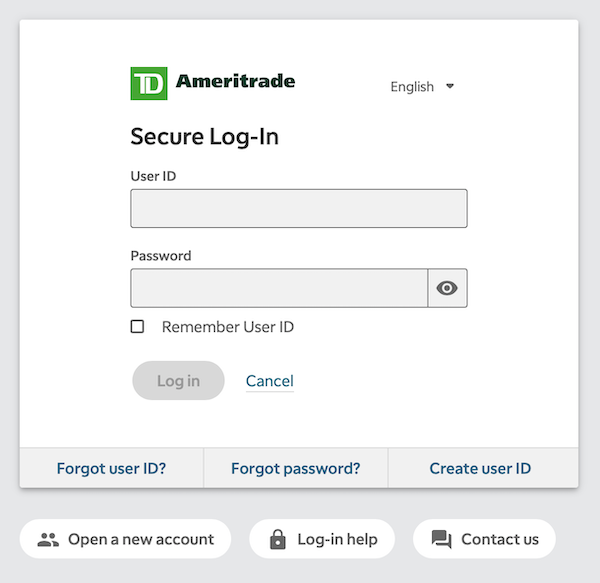 TD Ameritrade
English
Secure Log-In
User ID
Password
Remember User ID
Log in Cancel
Forgot user ID? Forgot password? Create user ID
Open a new account Log-in help Contact us